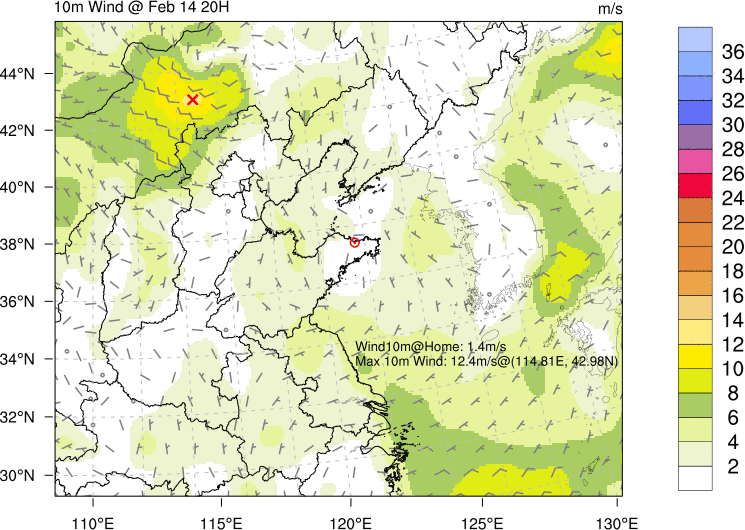 10m Wind @ Feb 14 20H
m/s
44°N
42°N
40°N
38°N
36°N
34°N
32°N
30°N
110°E
115°E
120°E
125°E
130°E
Wind10m@Home: 1.4m/s
Max 10m Wind: 12.4m/s@(114.81E, 42.98N)
36
34
32
30
28
26
24
22
20
18
16
14
12
10
8
6
4
2